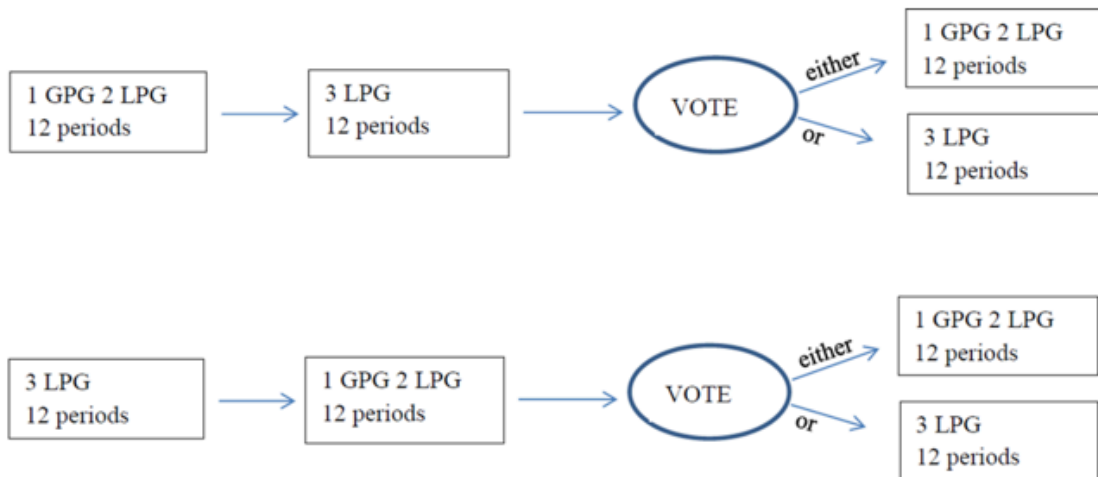 1 GPG 2 LPG
12 periods
3 LPG
12 periods
VOTE
either
or
1 GPG 2 LPG
12 periods
3 LPG
12 periods
3 LPG
12 periods
1 GPG 2 LPG
12 periods
VOTE
either
or
1 GPG 2 LPG
12 periods
3 LPG
12 periods